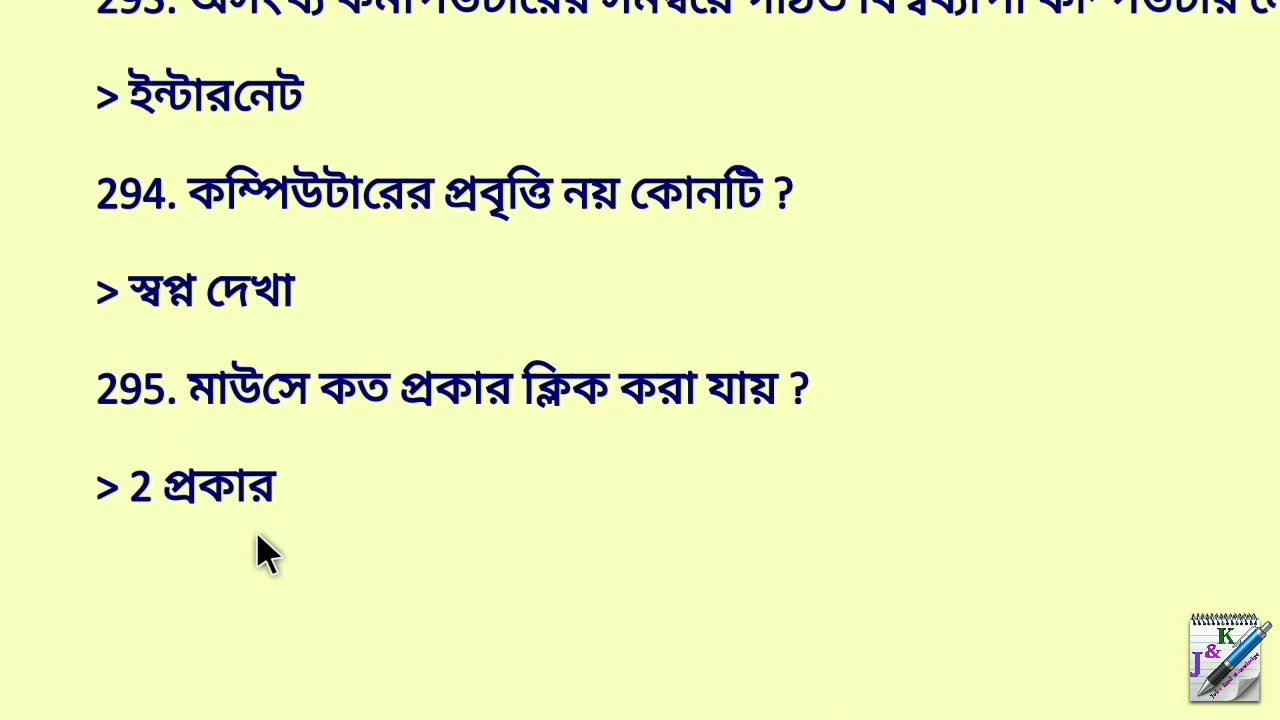 > ইন্টারনেট
294. কম্পিউটারের প্রবৃত্তি নয় কোনটি ?
> স্বপ্ন দেখা
295. মাউসে কত প্রকার ক্লিক করা যায় ?
> 2 প্রকার
J & K